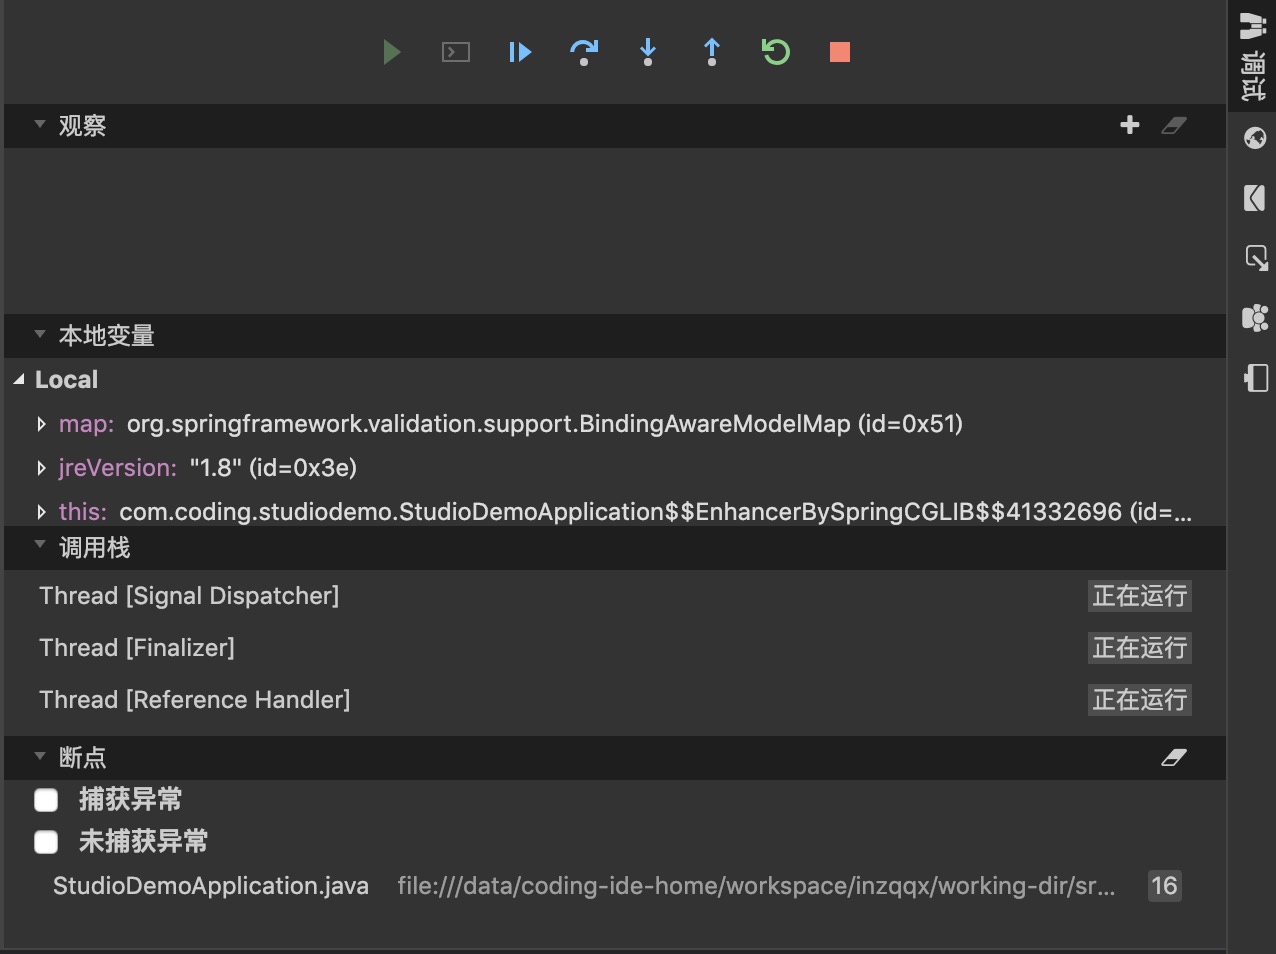 调试
观察
本地变量
Local
map: org.springframework.validation.support.BindingAwareModelMap (id=0x51)
jreVersion: "1.8" (id=0x3e)
this: com.coding.studiodemo.StudioDemoApplication$$EnhancerBySpringCGLIB$$41332696 (id=...
调用栈
Thread [Signal Dispatcher] 正在运行
Thread [Finalizer] 正在运行
Thread [Reference Handler] 正在运行
断点
捕获异常
未捕获异常
StudioDemoApplication.java file:///data/coding-ide-home/workspace/inzqqx/working-dir/sr... 16